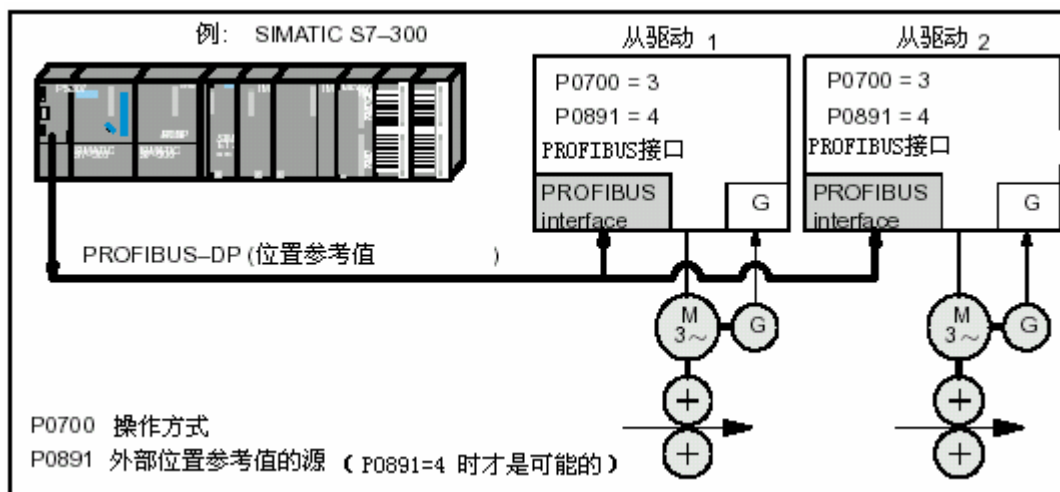 例： SIMATIC S7–300
从驱动 1
从驱动 2
P0700 = 3
P0891 = 4
PROFIBUS接口
PROFIBUS
interface
G
P0700 = 3
P0891 = 4
PROFIBUS接口
PROFIBUS
interface
G
PROFIBUS–DP (位置参考值 )
M
3～
G
M
3～
G
P0700 操作方式
P0891 外部位置参考值的源 （P0891=4 时才是可能的）